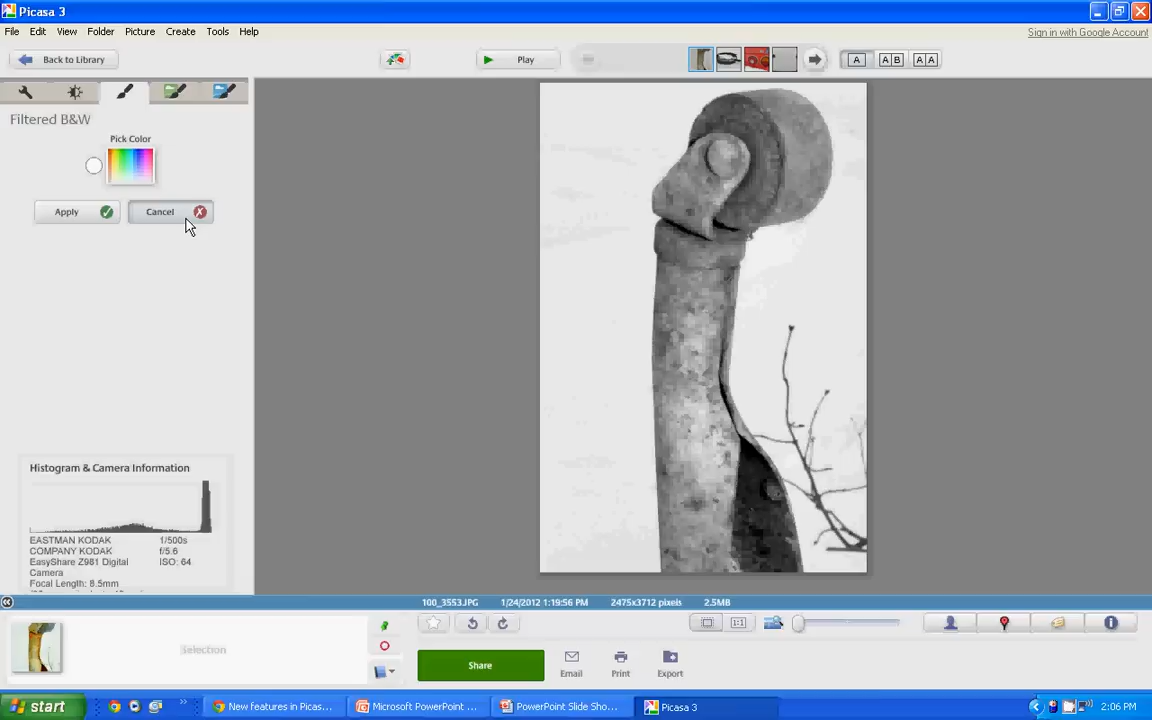 Picasa 3
File Edit View Folder Picture Create Tools Help
Sign in with Google Account
Back to Library
Play
A
A B
A A
Filtered B&W
Pick Color
Apply
Cancel
Histogram & Camera Information
EASTMAN KODAK 1/500s
COMPANY KODAK f/5.6
EasyShare Z981 Digital ISO: 64
Camera
Focal Length: 8.5mm
100_3553.JPG 1/24/2012 1:19:56 PM 2475x3712 pixels 2.5MB
Selection
1:1
Share
Email
Print
Export
start
New features in Picas...
Microsoft PowerPoint ...
PowerPoint Slide Sho...
Picasa 3
2:06 PM